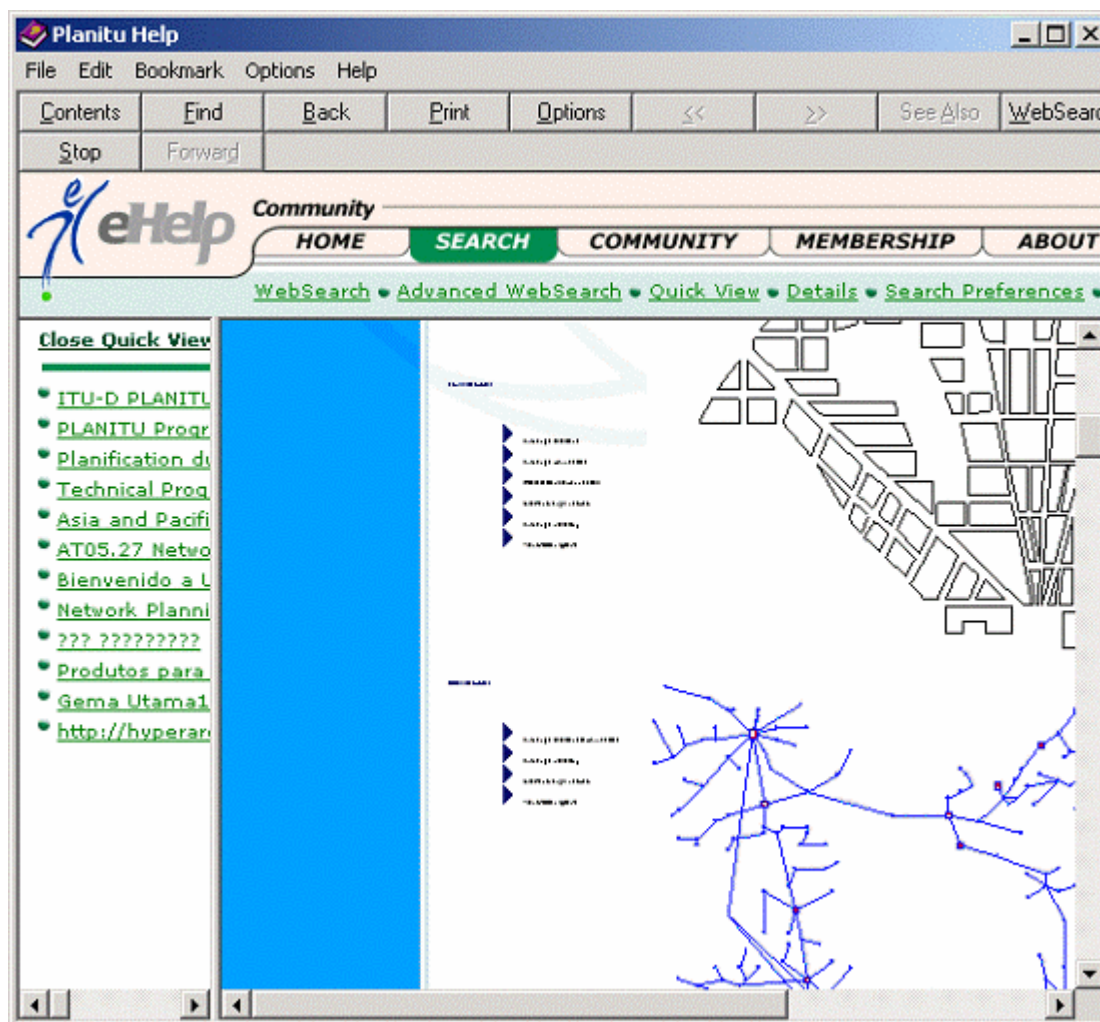 Planitu Help
File Edit Bookmark Options Help
Contents Find Back Print Options << >> See Also WebSearc
Stop Forward
eHelp Community
HOME SEARCH COMMUNITY MEMBERSHIP ABOUT
WebSearch Advanced WebSearch Quick View Details Search Preferences
Close Quick View
ITU-D PLANITU
PLANITU Progr
Planification du
Technical Prog
Asia and Pacifi
AT05.27 Netwo
Bienvenido a U
Network Planni
??? ?????????
Produtos para
Gema Utama1
http://hyperar